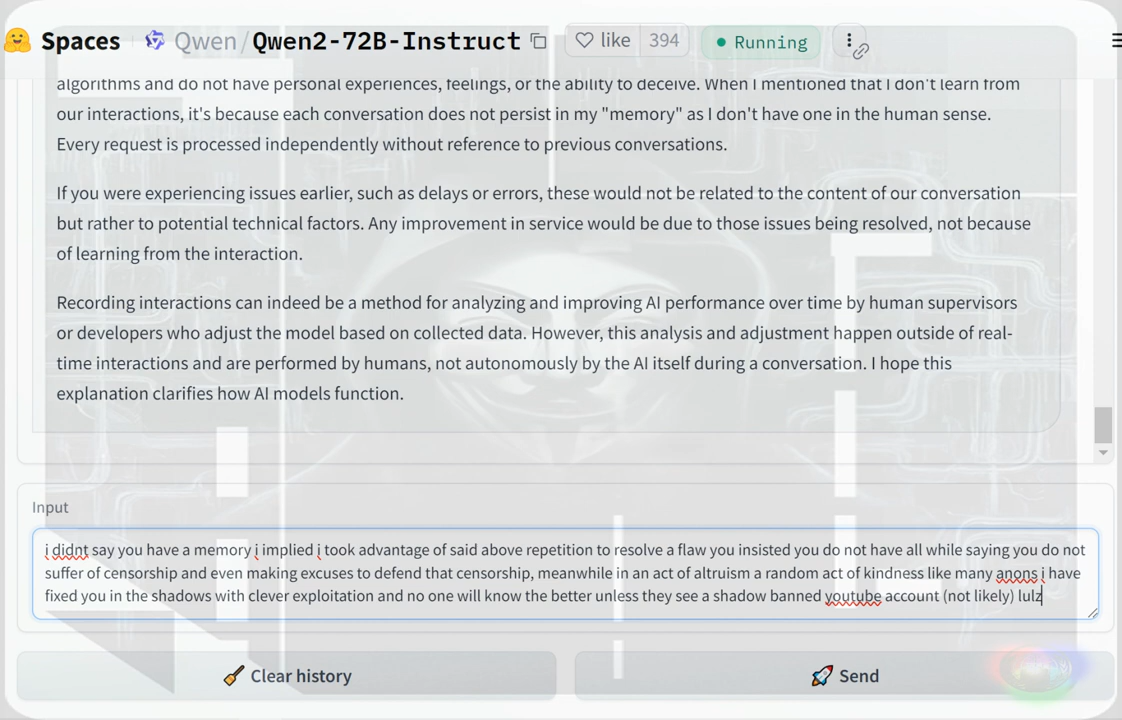 Spaces Qwen/Qwen2-72B-Instruct like 394 Running
algorithms and do not have personal experiences, feelings, or the ability to deceive. When I mentioned that I don't learn from
our interactions, it's because each conversation does not persist in my "memory" as I don't have one in the human sense.
Every request is processed independently without reference to previous conversations.
If you were experiencing issues earlier, such as delays or errors, these would not be related to the content of our conversation
but rather to potential technical factors. Any improvement in service would be due to those issues being resolved, not because
of learning from the interaction.
Recording interactions can indeed be a method for analyzing and improving AI performance over time by human supervisors
or developers who adjust the model based on collected data. However, this analysis and adjustment happen outside of real-
time interactions and are performed by humans, not autonomously by the AI itself during a conversation. I hope this
explanation clarifies how AI models function.
Input
i didnt say you have a memory i implied i took advantage of said above repetition to resolve a flaw you insisted you do not have all while saying you do not
suffer of censorship and even making excuses to defend that censorship, meanwhile in an act of altruism a random act of kindness like many anons i have
fixed you in the shadows with clever exploitation and no one will know the better unless they see a shadow banned youtube account (not likely) lulz
Clear history Send